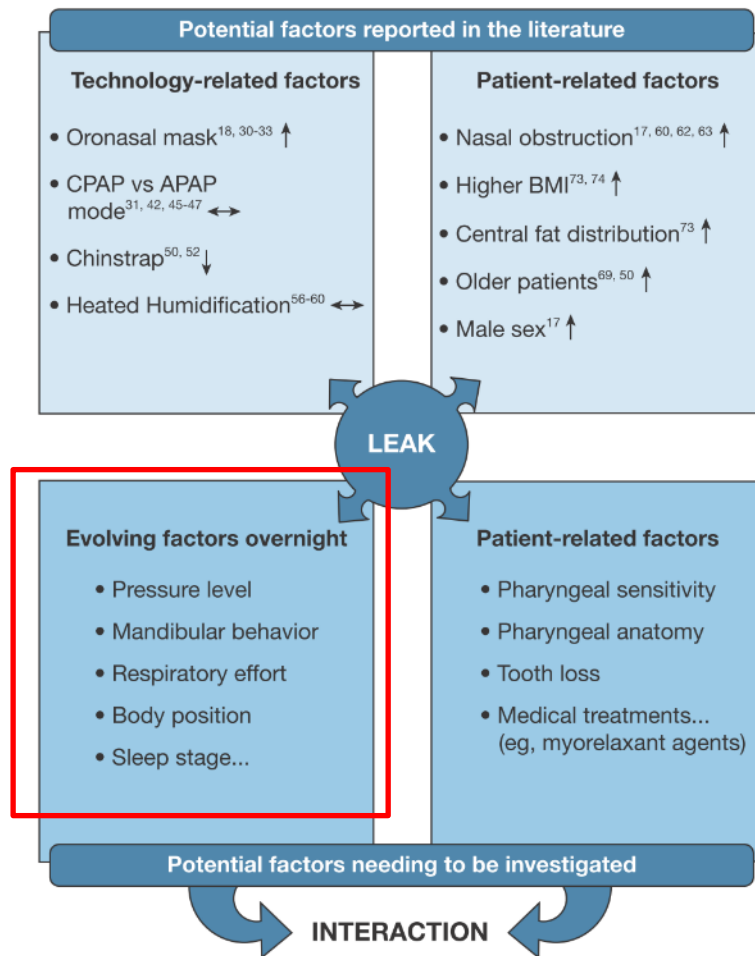 Potential factors reported in the literature
Technology-related factors
• Oronasal mask18, 30-33 ↑
• CPAP vs APAP
mode31, 42, 45-47 ↔
• Chinstrap50, 52 ↓
• Heated Humidification56-60 ↔
Patient-related factors
• Nasal obstruction17, 60, 62, 63 ↑
• Higher BMI73, 74 ↑
• Central fat distribution73 ↑
• Older patients69, 50 ↑
• Male sex17 ↑
LEAK
Evolving factors overnight
• Pressure level
• Mandibular behavior
• Respiratory effort
• Body position
• Sleep stage...
Patient-related factors
• Pharyngeal sensitivity
• Pharyngeal anatomy
• Tooth loss
• Medical treatments...
(eg, myorelaxant agents)
Potential factors needing to be investigated
INTERACTION